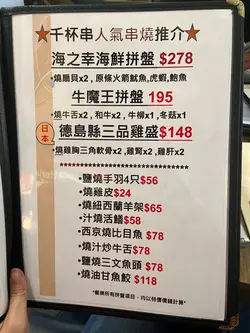 ★千杯串人氣串燒推介★
海之幸海鮮拼盤 $278
•燒扇貝x2 , 原條火箭魷魚,虎蝦,鮑魚
牛魔王拼盤 195
•燒牛舌x2 , 和牛x2 , 牛柳x1 ,冬菇x1
日本 德島縣三品雞盛$148
•燒雞胸三角軟骨x2 , 雞腎x2 , 雞肝x2
•鹽燒手羽4只$56
•燒雞皮$24
•燒紐西蘭羊架$65
•汁燒活鱔$58
•西京燒比目魚 $78
•燒汁炒牛舌 $78
•鹽燒三文魚頭 $78
•燒油甘魚鮫 $118